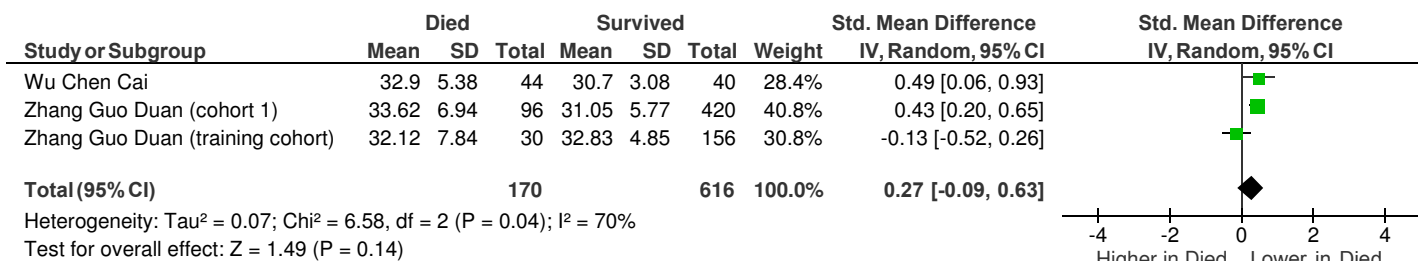 Died Survived Std. Mean Difference Std. Mean Difference
Study or Subgroup Mean SD Total Mean SD Total Weight IV, Random, 95% CI IV, Random, 95% CI
Wu Chen Cai 32.9 5.38 44 30.7 3.08 40 28.4% 0.49 [0.06, 0.93]
Zhang Guo Duan (cohort 1) 33.62 6.94 96 31.05 5.77 420 40.8% 0.43 [0.20, 0.65]
Zhang Guo Duan (training cohort) 32.12 7.84 30 32.83 4.85 156 30.8% -0.13 [-0.52, 0.26]
Total (95% CI) 170 616 100.0% 0.27 [-0.09, 0.63]
Heterogeneity: Tau² = 0.07; Chi² = 6.58, df = 2 (P = 0.04); I² = 70%
Test for overall effect: Z = 1.49 (P = 0.14)
-4 -2 0 2 4
Higher in Died Lower in Died